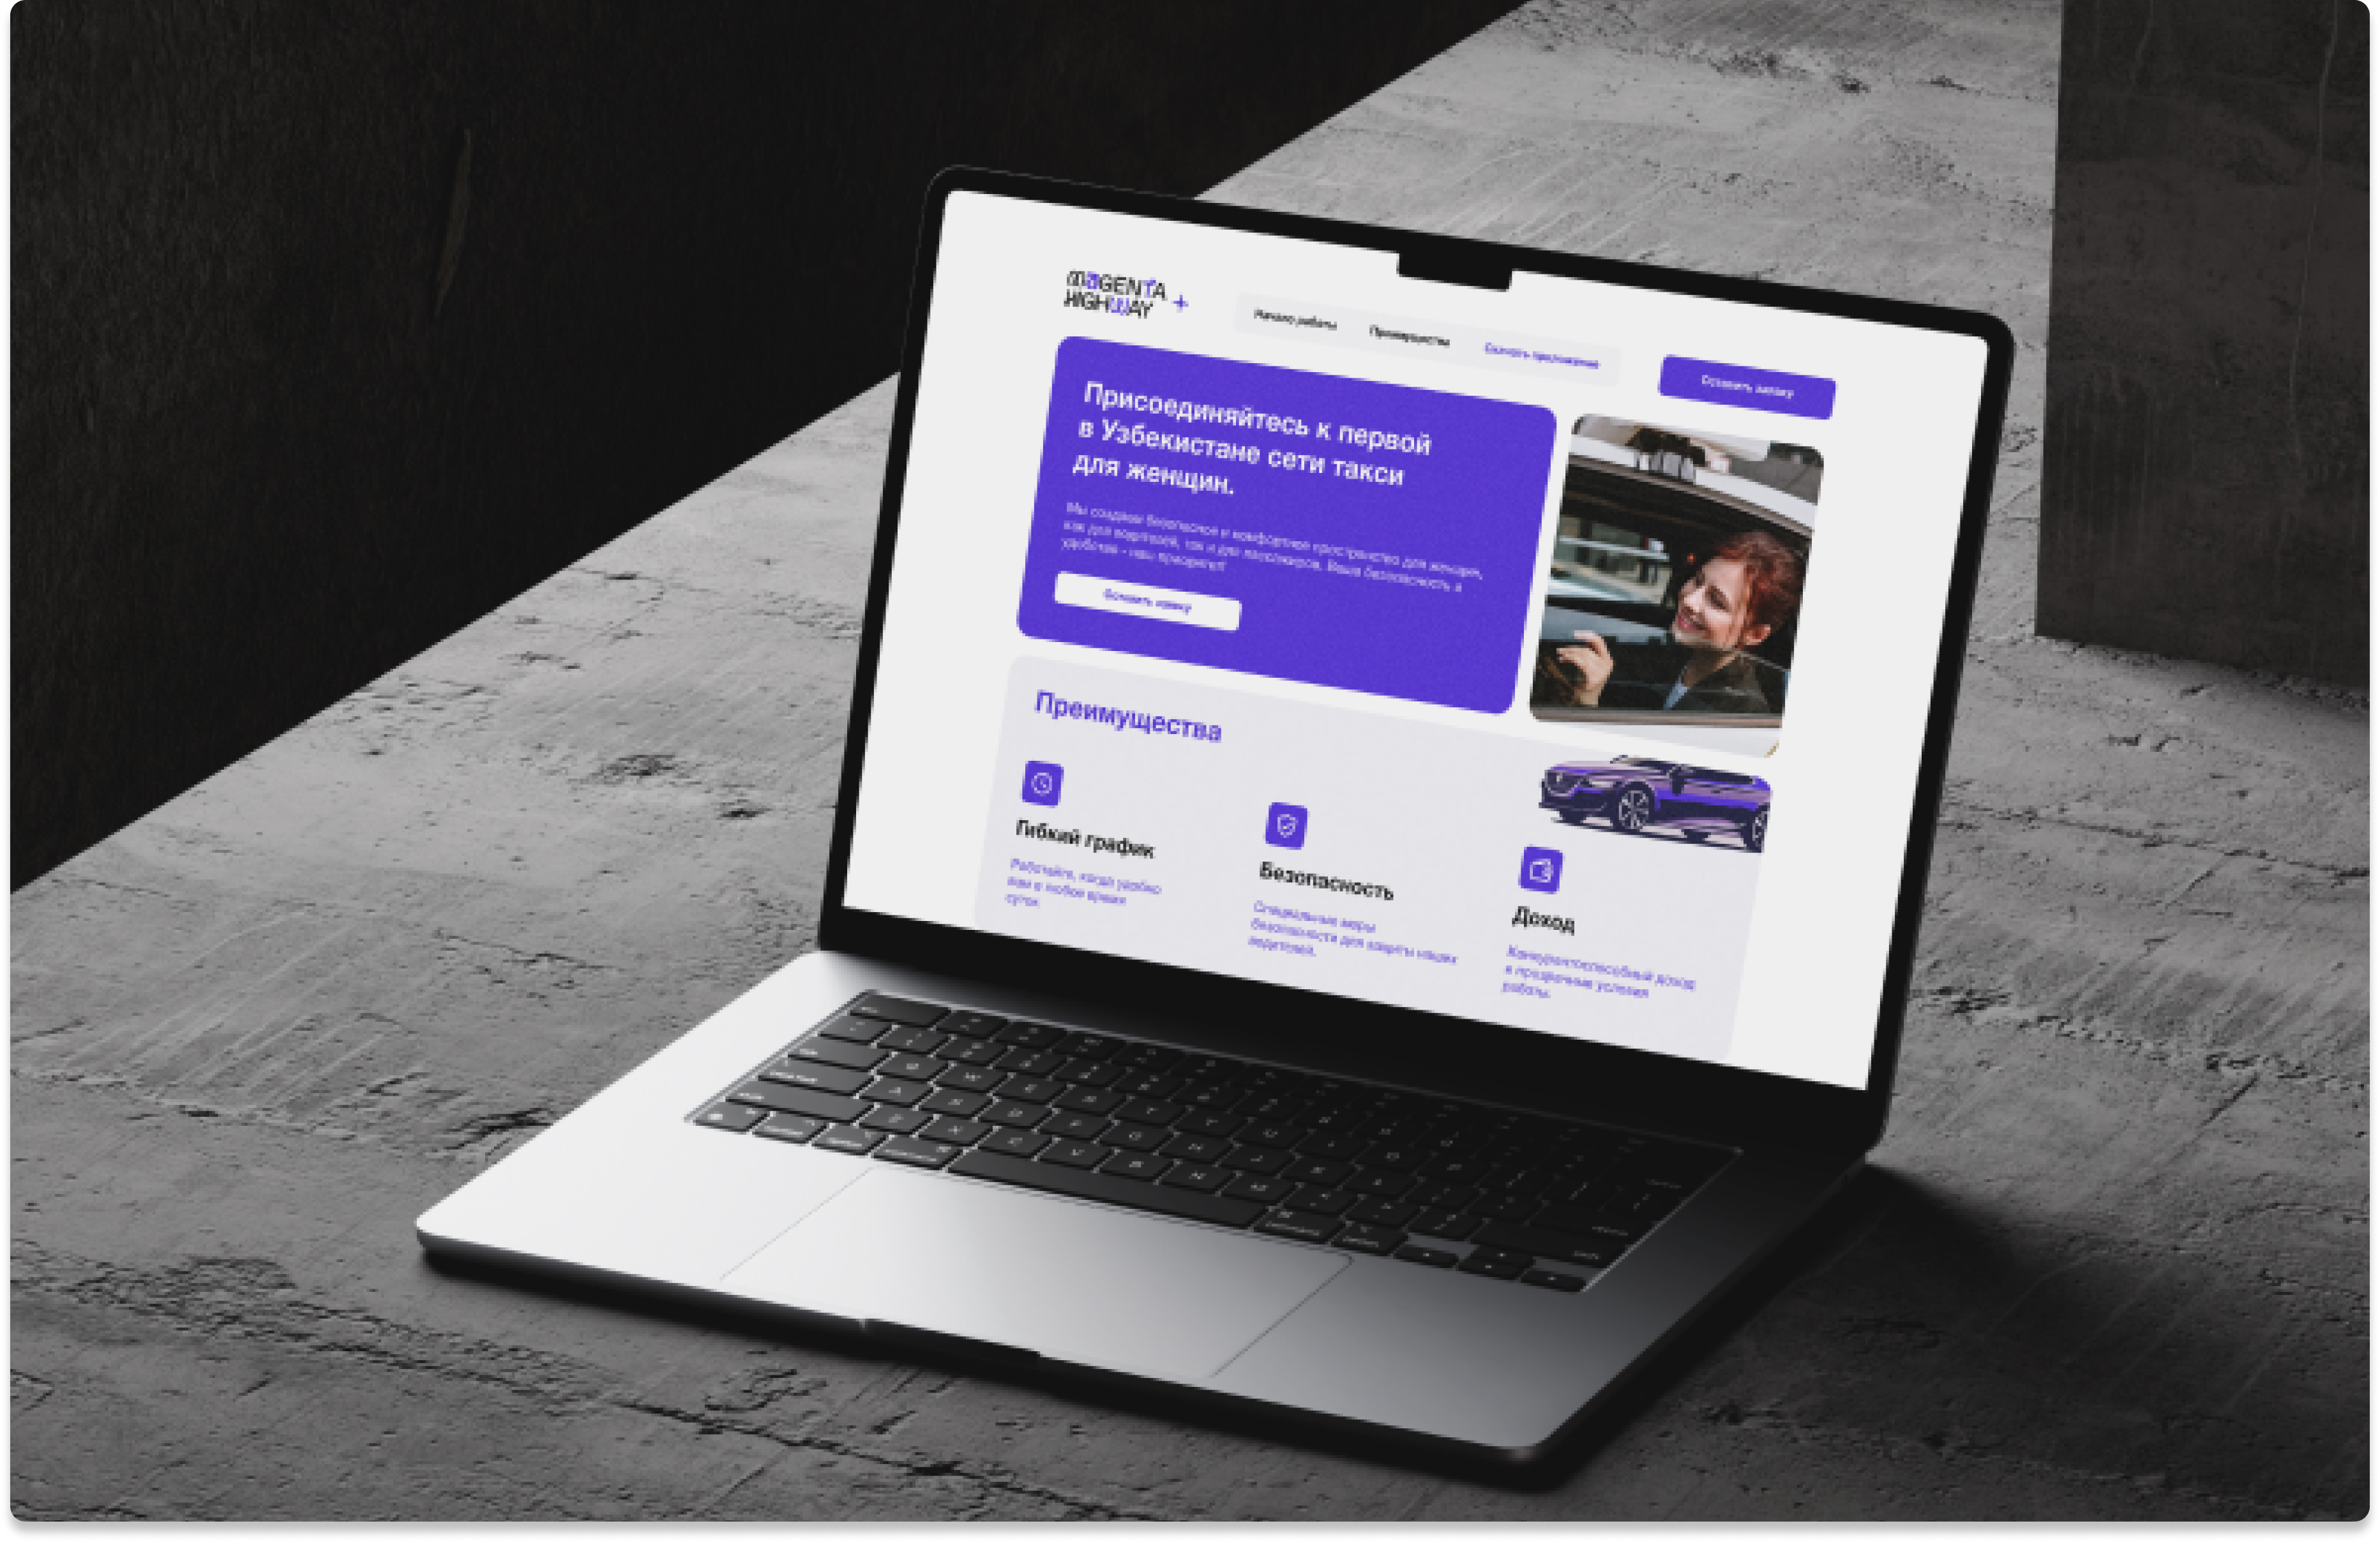 MAGENTA
HIGHWAY +
Начало работы Преимущества Скачать приложение
Оставить заявку
Присоединяйтесь к первой
в Узбекистане сети такси
для женщин.
Мы создаем безопасное и комфортное пространство для женщин,
как для водителей, так и для пассажиров. Ваша безопасность и
удобство - наш приоритет!
Оставить заявку
Преимущества
Гибкий график
Работайте, когда удобно
вам в любое время
суток.
Безопасность
Специальные меры
безопасности для защиты наших
водителей.
Доход
Конкурентоспособный доход
и прозрачные условия
работы.